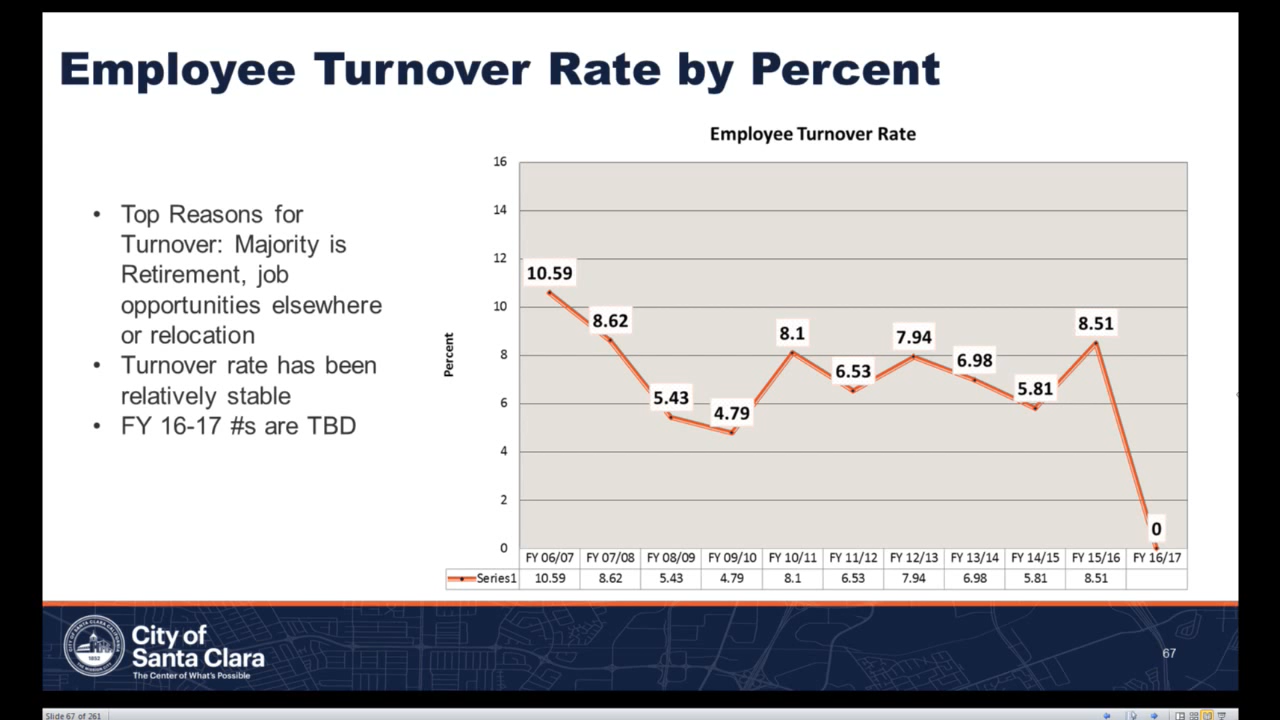 Employee Turnover Rate by Percent
Employee Turnover Rate
• Top Reasons for
Turnover: Majority is
Retirement, job
opportunities elsewhere
or relocation
• Turnover rate has been
relatively stable
• FY 16-17 #s are TBD
Percent
16
14
12
10
8
6
4
2
0
10.59
8.62
5.43
4.79
8.1
6.53
7.94
6.98
5.81
8.51
0
FY 06/07 FY 07/08 FY 08/09 FY 09/10 FY 10/11 FY 11/12 FY 12/13 FY 13/14 FY 14/15 FY 15/16 FY 16/17
Series1 10.59 8.62 5.43 4.79 8.1 6.53 7.94 6.98 5.81 8.51
City of
Santa Clara
The Center of What's Possible
1852
67
Slide 67 of 261